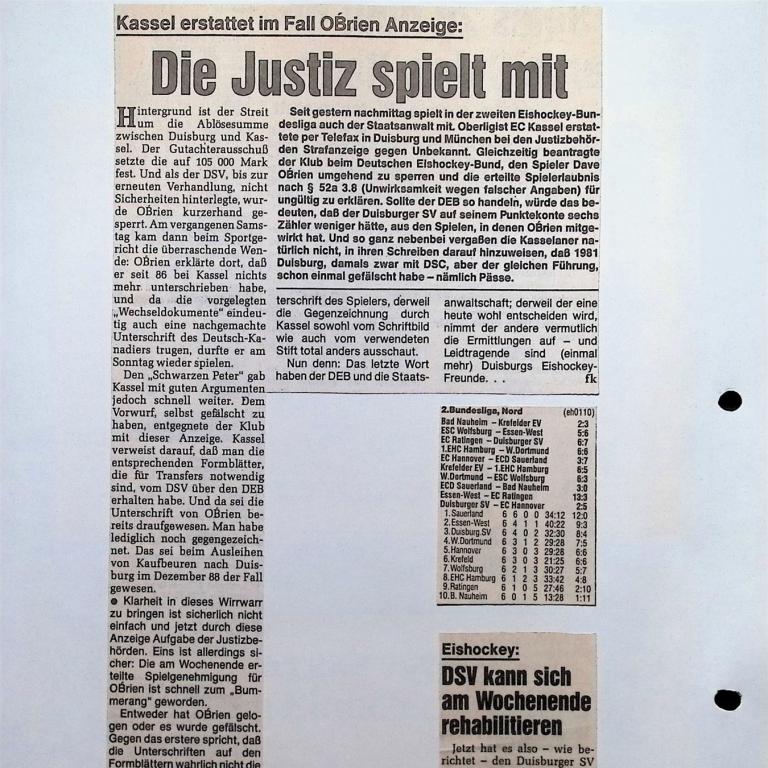 Kassel erstattet im Fall OB́rien Anzeige:
Die Justiz spielt mit
Hintergrund ist der Streit
um die Ablösesumme
zwischen Duisburg und Kas-
sel. Der Gutachterausschuß
setzte die auf 105 000 Mark
fest. Und als der DSV, bis zur
erneuten Verhandlung, nicht
Sicherheiten hinterlegte, wur-
de OB́rien kurzerhand ge-
sperrt. Am vergangenen Sams-
tag kam dann beim Sportge-
richt die überraschende Wen-
de: OB́rien erklärte dort, daß
er seit 86 bei Kassel nichts
mehr unterschrieben habe,
und da die vorgelegten
„Wechseldokumente" eindeu-
tig auch eine nachgemachte
Unterschrift des Deutsch-Ka-
nadiers trugen, durfte er am
Sonntag wieder spielen.
Den „Schwarzen Peter" gab
Kassel mit guten Argumenten
jedoch schnell weiter. Dem
Vorwurf, selbst gefälscht zu
haben, entgegnete der Klub
mit dieser Anzeige. Kassel
verweist darauf, daß man die
entsprechenden Formblätter,
die für Transfers notwendig
sind, vom DSV über den DEB
erhalten habe. Und da sei die
Unterschrift von OB́rien be-
reits draufgewesen. Man habe
lediglich noch gegengezeich-
net. Das sei beim Ausleihen
von Kaufbeuren nach Duis-
burg im Dezember 88 der Fall
gewesen.
● Klarheit in dieses Wirrwarr
zu bringen ist sicherlich nicht
einfach und jetzt durch diese
Anzeige Aufgabe der Justizbe-
hörden. Eins ist allerdings si-
cher: Die am Wochenende er-
teilte Spielgenehmigung für
OB́rien ist schnell zum „Bum-
merang" geworden.
Entweder hat OB́rien gelo-
gen oder es wurde gefälscht.
Gegen das erstere spricht, daß
die Unterschriften auf den
Formblättern wahrlich nicht die
Seit gestern nachmittag spielt in der zweiten Eishockey-Bun-
desliga auch der Staatsanwalt mit. Oberligist EC Kassel erstat-
tete per Telefax in Duisburg und München bei den Justizbehör-
den Strafanzeige gegen Unbekannt. Gleichzeitig beantragte
der Klub beim Deutschen Eishockey-Bund, den Spieler Dave
OB́rien umgehend zu sperren und die erteilte Spielerlaubnis
nach § 52a 3.8 (Unwirksamkeit wegen falscher Angaben) für
ungültig zu erklären. Sollte der DEB so handeln, würde das be-
deuten, daß der Duisburger SV auf seinem Punktekonte sechs
Zähler weniger hätte, aus den Spielen, in denen OB́rien mitge-
wirkt hat. Und so ganz nebenbei vergaßen die Kasselaner na-
türlich nicht, in ihren Schreiben darauf hinzuweisen, daß 1981
Duisburg, damals zwar mit DSC, aber der gleichen Führung,
schon einmal gefälscht habe – nämlich Pässe.
terschrift des Spielers, derweil
die Gegenzeichnung durch
Kassel sowohl vom Schriftbild
wie auch vom verwendeten
Stift total anders ausschaut.
Nun denn: Das letzte Wort
haben der DEB und die Staats-
anwaltschaft; derweil der eine
heute wohl entscheiden wird,
nimmt der andere vermutlich
die Ermittlungen auf – und
Leidtragende sind (einmal
mehr) Duisburgs Eishockey-
Freunde. . . fk
2.Bundesliga, Nord (eh0110)
Bad Nauheim – Krefelder EV 2:3
ESC Wolfsburg – Essen-West 5:6
EC Ratingen – Duisburger SV 6:7
1.EHC Hamburg – W.Dortmund 6:6
EC Hannover – ECD Sauerland 3:7
Krefelder EV – 1.EHC Hamburg 6:5
W.Dortmund – ESC Wolfsburg 6:3
ECD Sauerland – Bad Nauheim 3:0
Essen-West – EC Ratingen 13:3
Duisburger SV – EC Hannover 2:5
1.Sauerland 6 6 0 0 34:12 12:0
2.Essen-West 6 4 1 1 40:22 9:3
3.Duisburg.SV 6 4 0 2 32:30 8:4
4.W.Dortmund 6 3 1 2 29:28 7:5
5.Hannover 6 3 0 3 29:28 6:6
6.Krefeld 6 3 0 3 21:25 6:6
7.Wolfsburg 6 2 1 3 30:27 5:7
8.EHC Hamburg 6 1 2 3 33:42 4:8
9.Ratingen 6 1 0 5 27:46 2:10
10.B. Nauheim 6 0 1 5 13:28 1:11
Eishockey:
DSV kann sich
am Wochenende
rehabilitieren
Jetzt hat es also – wie be-
richtet – den Duisburger SV